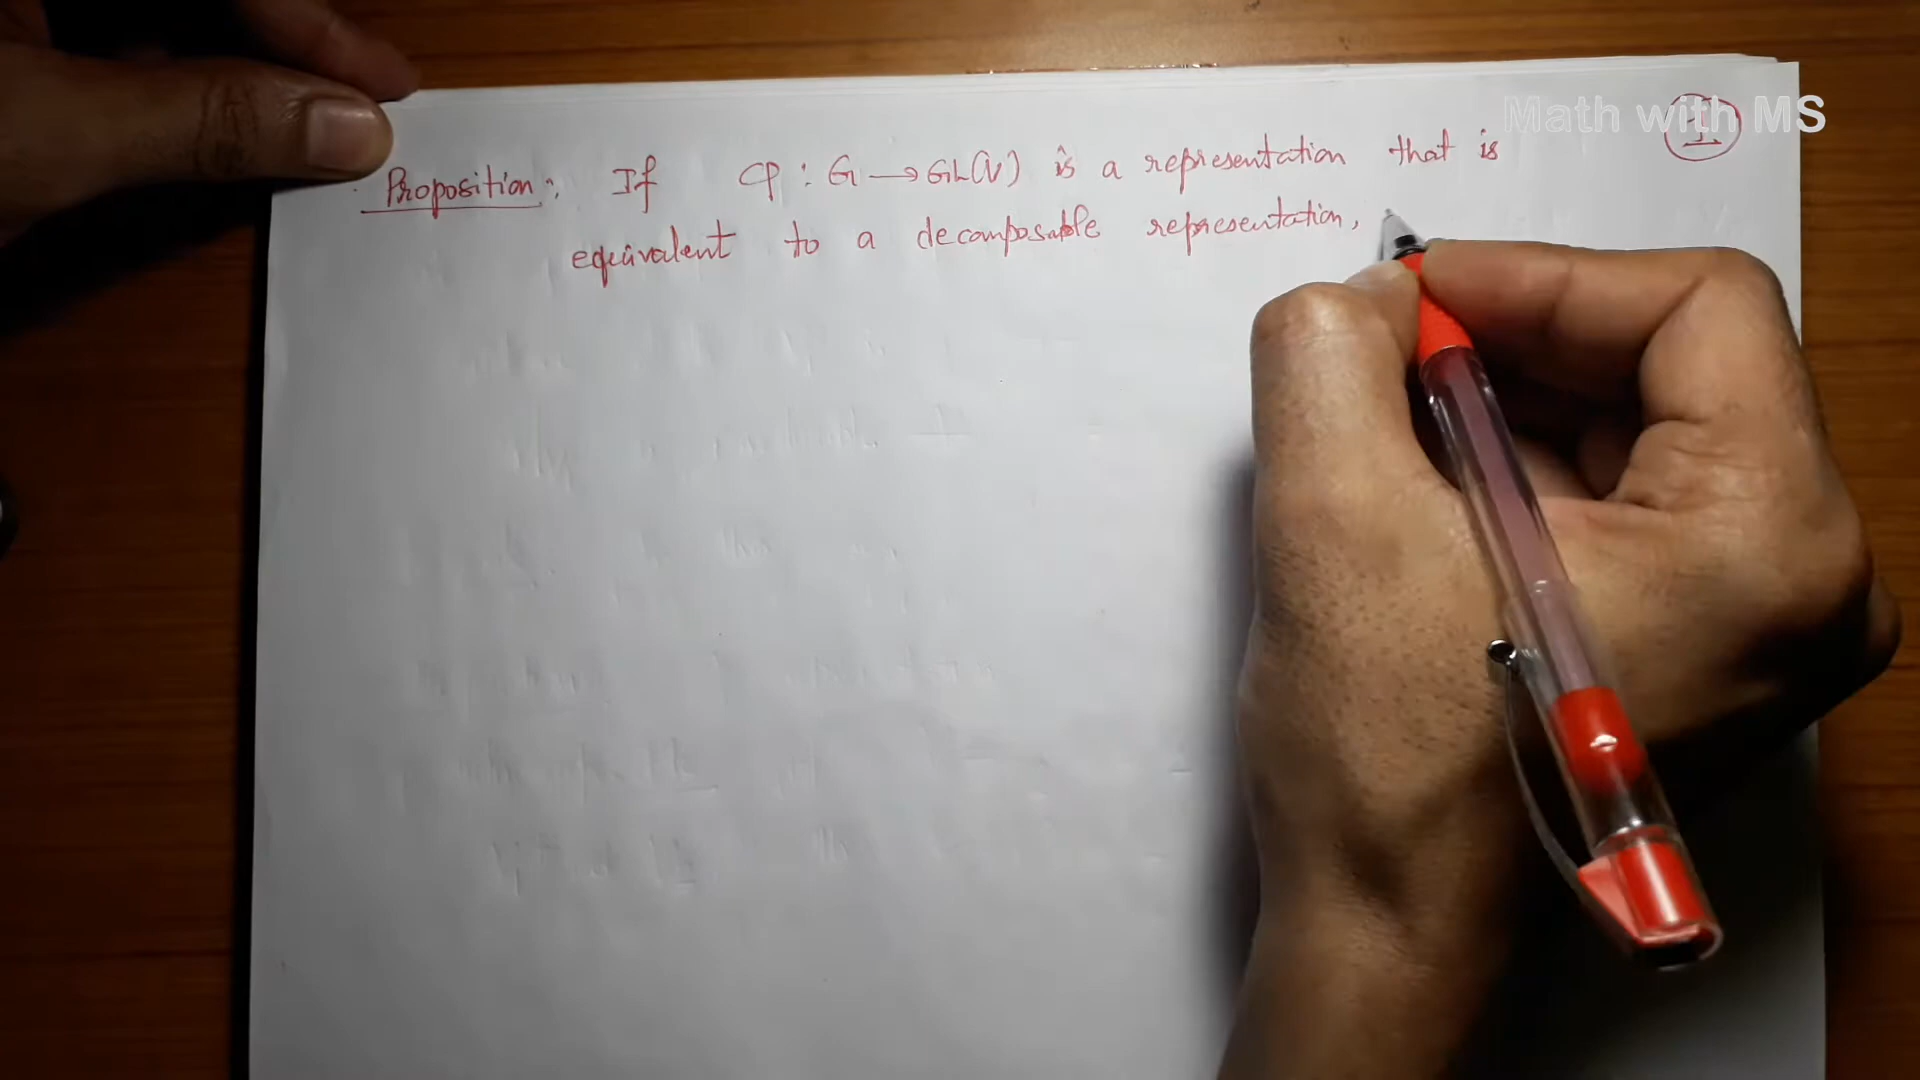 Math with MS
1
Proposition: If φ : G → GL(V) is a representation that is
equivalent to a decomposable representation,